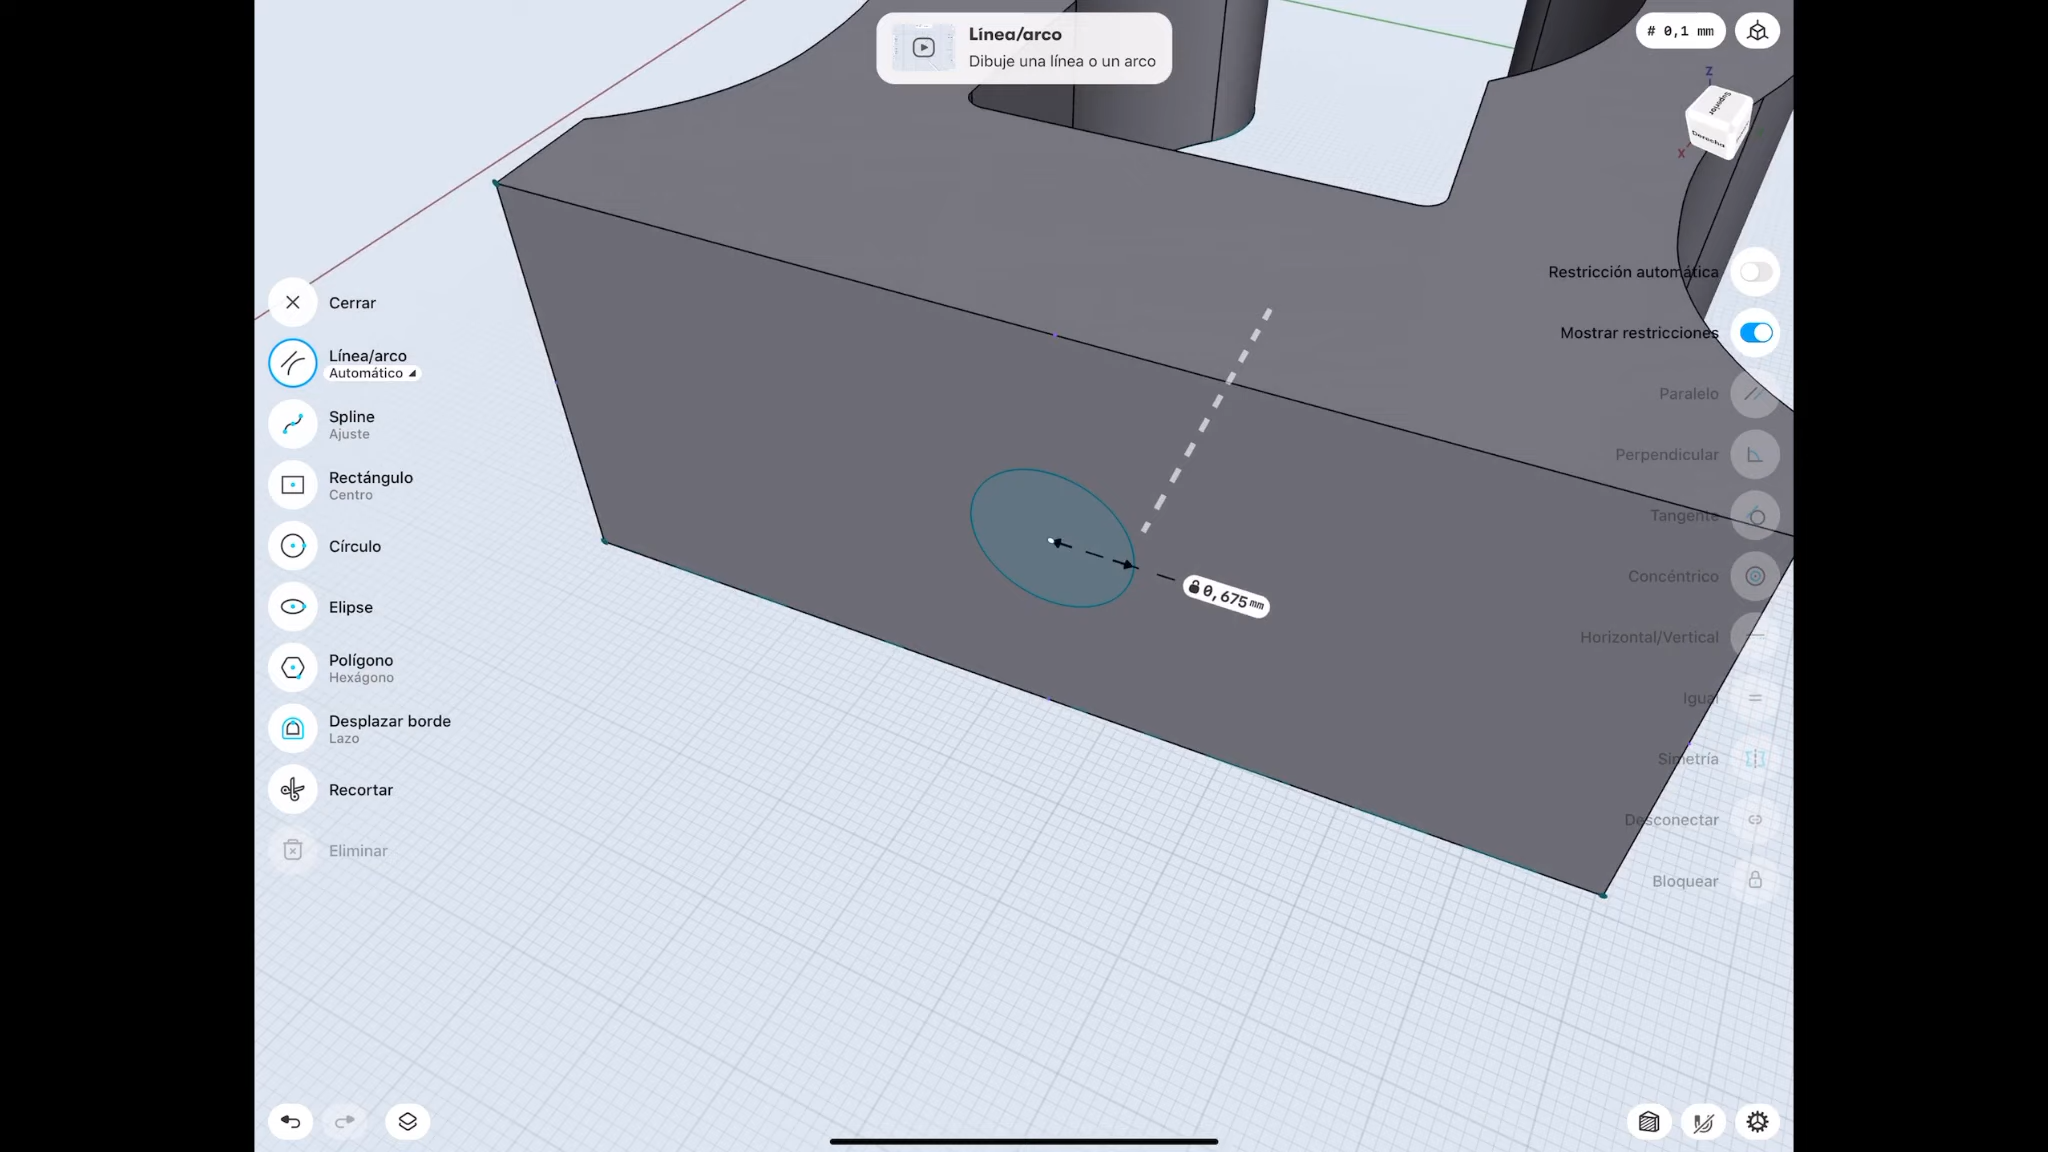 Línea/arco
Dibuje una línea o un arco
# 0,1 mm
Z
Superior
Derecha
X
Cerrar
Línea/arco
Automático
Spline
Ajuste
Rectángulo
Centro
Círculo
Elipse
Polígono
Hexágono
Desplazar borde
Lazo
Recortar
Eliminar
0,675 mm
Restricción automática
Mostrar restricciones
Paralelo
Perpendicular
Tangente
Concéntrico
Horizontal/Vertical
Igual
Simetría
Desconectar
Bloquear